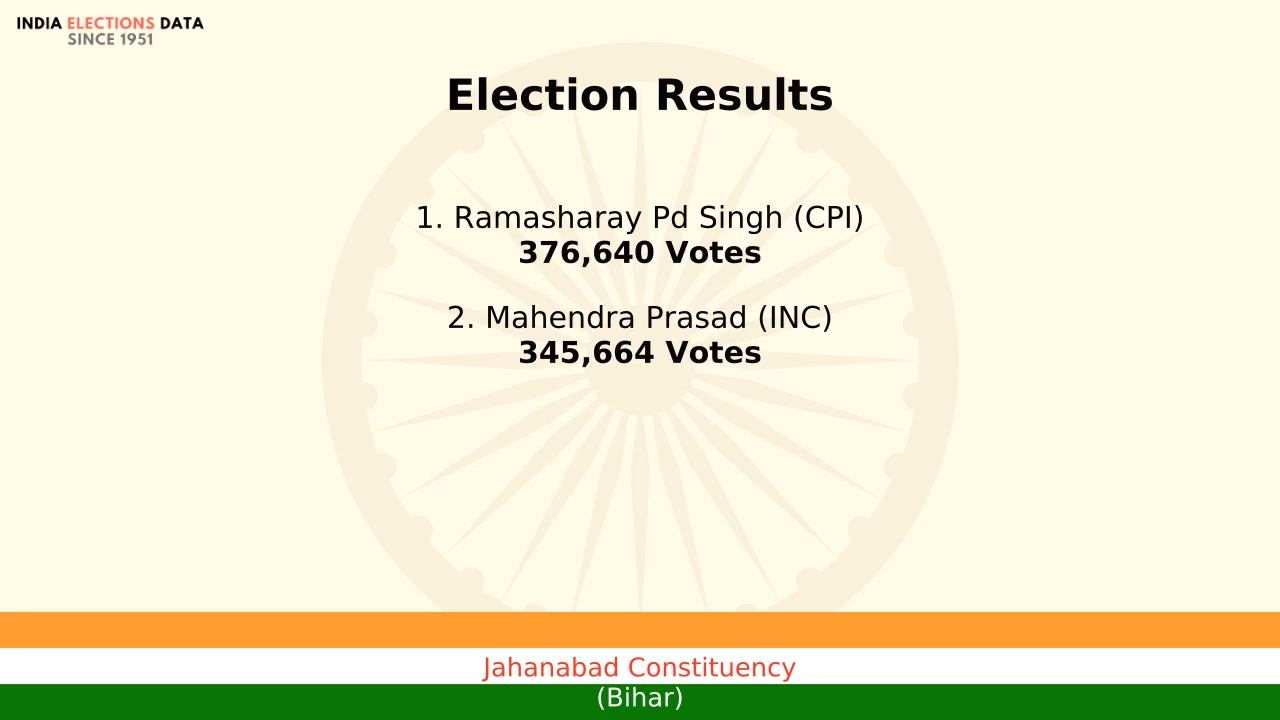 INDIA ELECTIONS DATA
SINCE 1951
Election Results
1. Ramasharay Pd Singh (CPI)
376,640 Votes
2. Mahendra Prasad (INC)
345,664 Votes
Jahanabad Constituency
(Bihar)